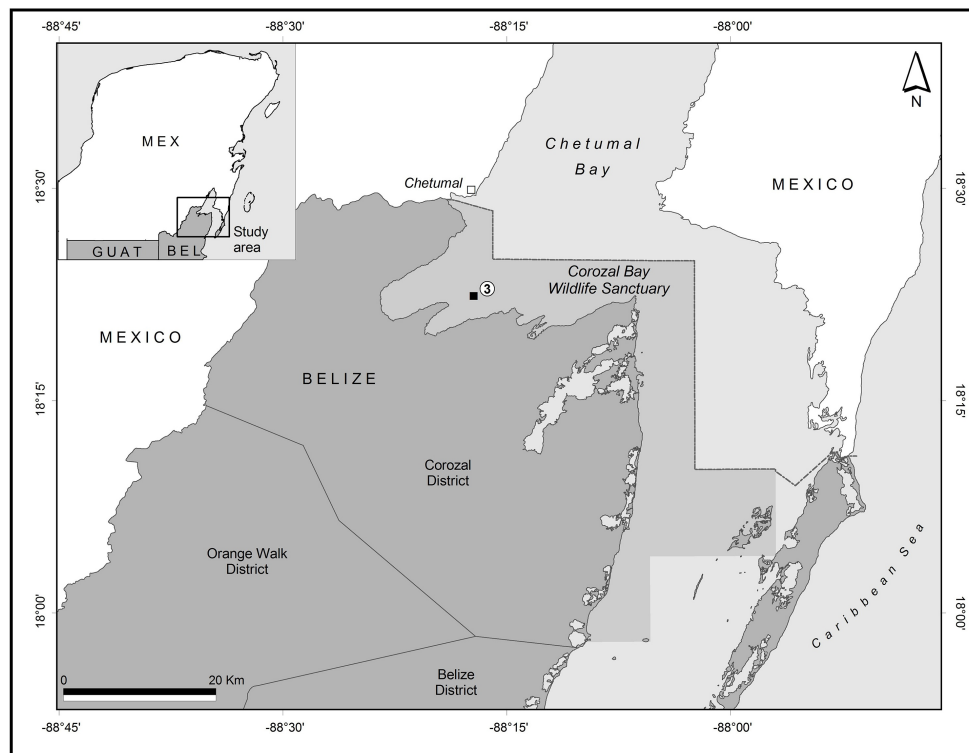 -88°45'
-88°30'
-88°15'
-88°00'
N
MEX
GUAT
BEL
Study
area
Chetumal
Bay
Chetumal
MEXICO
18°30'
18°30'
Corozal Bay
Wildlife Sanctuary
3
MEXICO
BELIZE
18°15'
18°15'
Corozal
District
Orange Walk
District
Caribbean Sea
18°00'
18°00'
Belize
District
0
20 Km
-88°45'
-88°30'
-88°15'
-88°00'